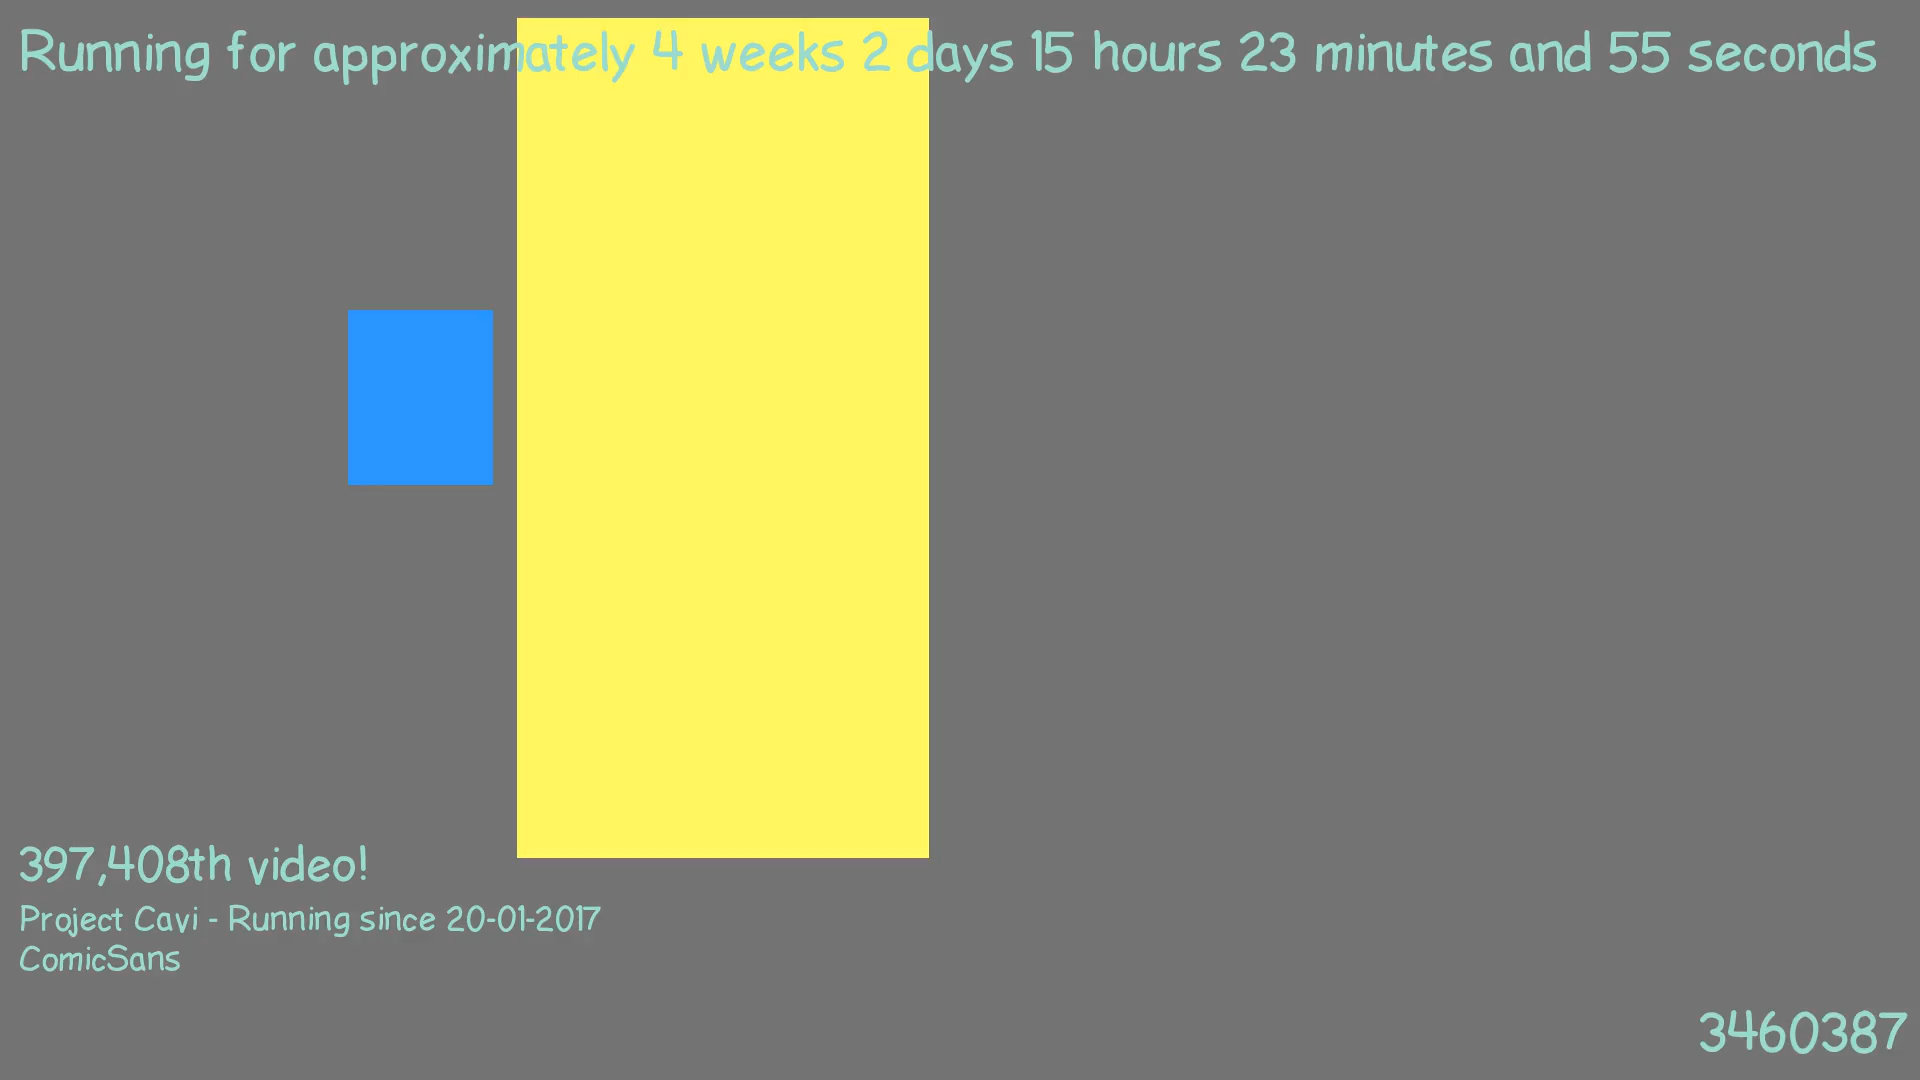 Running for approximately 4 weeks 2 days 15 hours 23 minutes and 55 seconds
397,408th video!
Project Cavi - Running since 20-01-2017
ComicSans
3460387